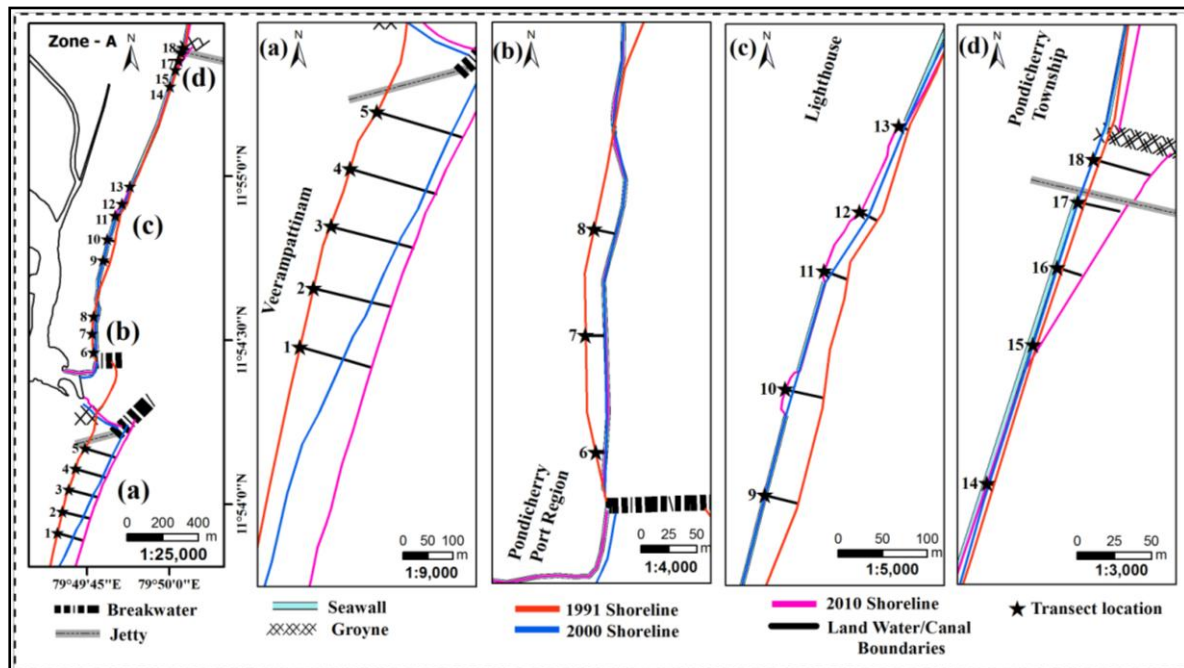 Zone - A
N
18
17
(d)
15
14
13
12
11
(c)
10
9
8
7
(b)
6
5
4
3
(a)
2
1
0 200 400
m
1:25,000
79°49'45"E 79°50'0"E
11°55'0"N
11°54'30"N
11°54'0"N
(a)
N
5
4
3
Veerampattinam
2
1
0 50 100
m
1:9,000
(b)
N
8
7
6
Pondicherry
Port Region
0 25 50
m
1:4,000
(c)
N
Lighthouse
13
12
11
10
9
0 50 100
m
1:5,000
(d)
N
Pondicherry
Township
18
17
16
15
14
0 25 50
m
1:3,000
Breakwater
Jetty
Seawall
Groyne
1991 Shoreline
2000 Shoreline
2010 Shoreline
Land Water/Canal
Boundaries
Transect location